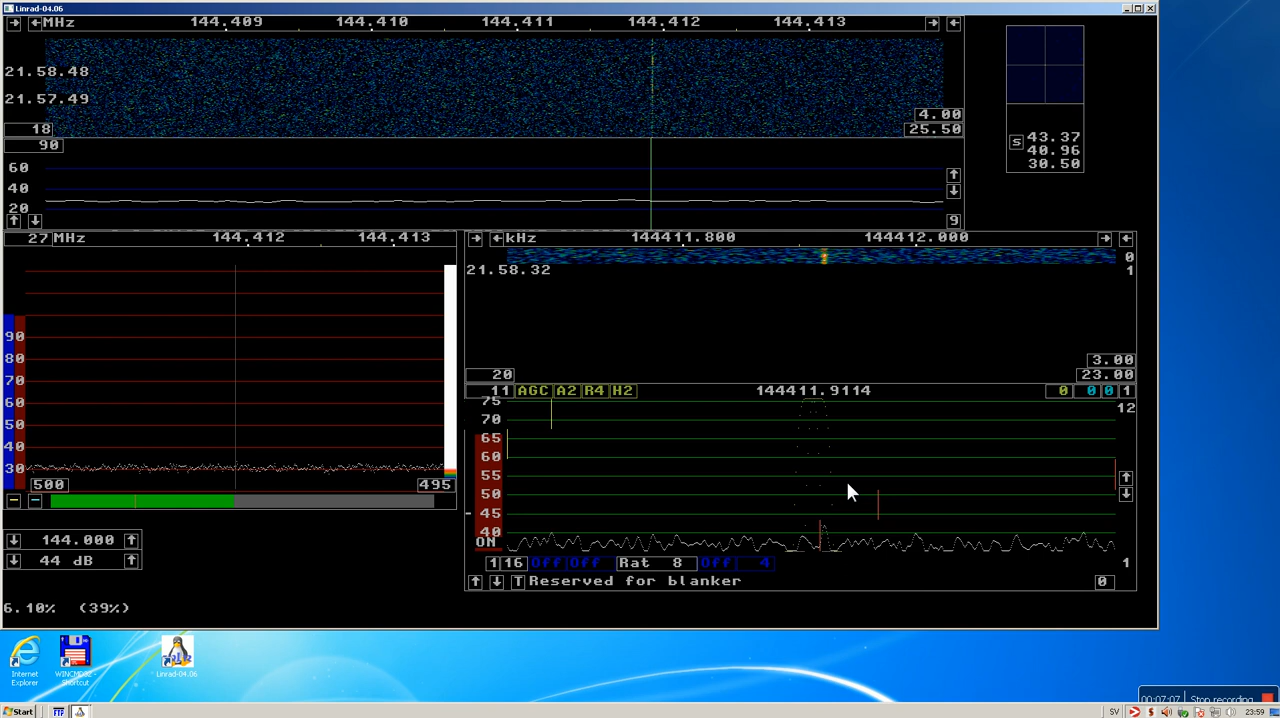 Linrad-04.06
MHz 144.409 144.410 144.411 144.412 144.413
21.58.48
21.57.49
4.00
18 25.50
90
60
40
20
9
S 43.37
40.96
30.50
27 MHz 144.412 144.413
90
80
70
60
50
40
30
500 495
kHz 144411.800 144412.000
0
21.58.32 1
3.00
20 23.00
11 AGC A2 R4 H2 144411.9114 0 0 0 1
75 12
70
65
60
55
50
45
40
ON
1 16 Off Off Rat 8 Off 4 1
T Reserved for blanker 0
144.000
44 dB
6.10% (39%)
Internet Explorer
WINCMD32 - Shortcut
Linrad-04.06
00:07:07 Stop recording
Start SV 23:59